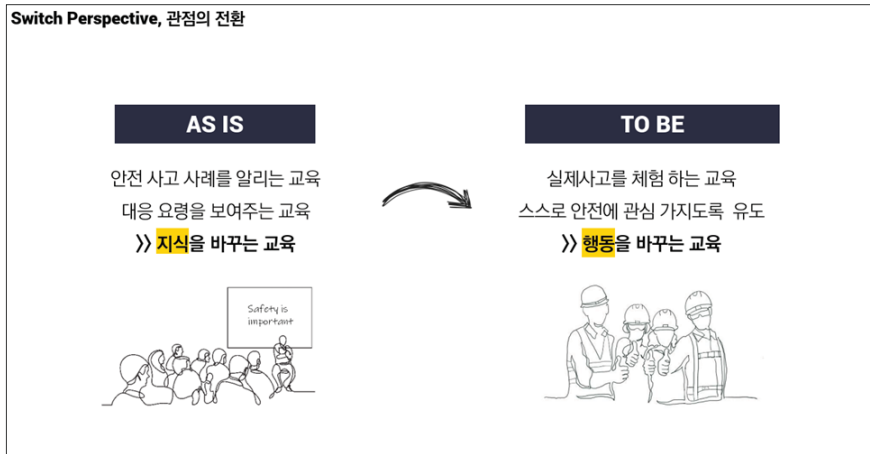 Switch Perspective, 관점의 전환
AS IS
안전 사고 사례를 알리는 교육
대응 요령을 보여주는 교육
》 지식을 바꾸는 교육
Safety is
important
TO BE
실제사고를 체험 하는 교육
스스로 안전에 관심 가지도록 유도
》 행동을 바꾸는 교육